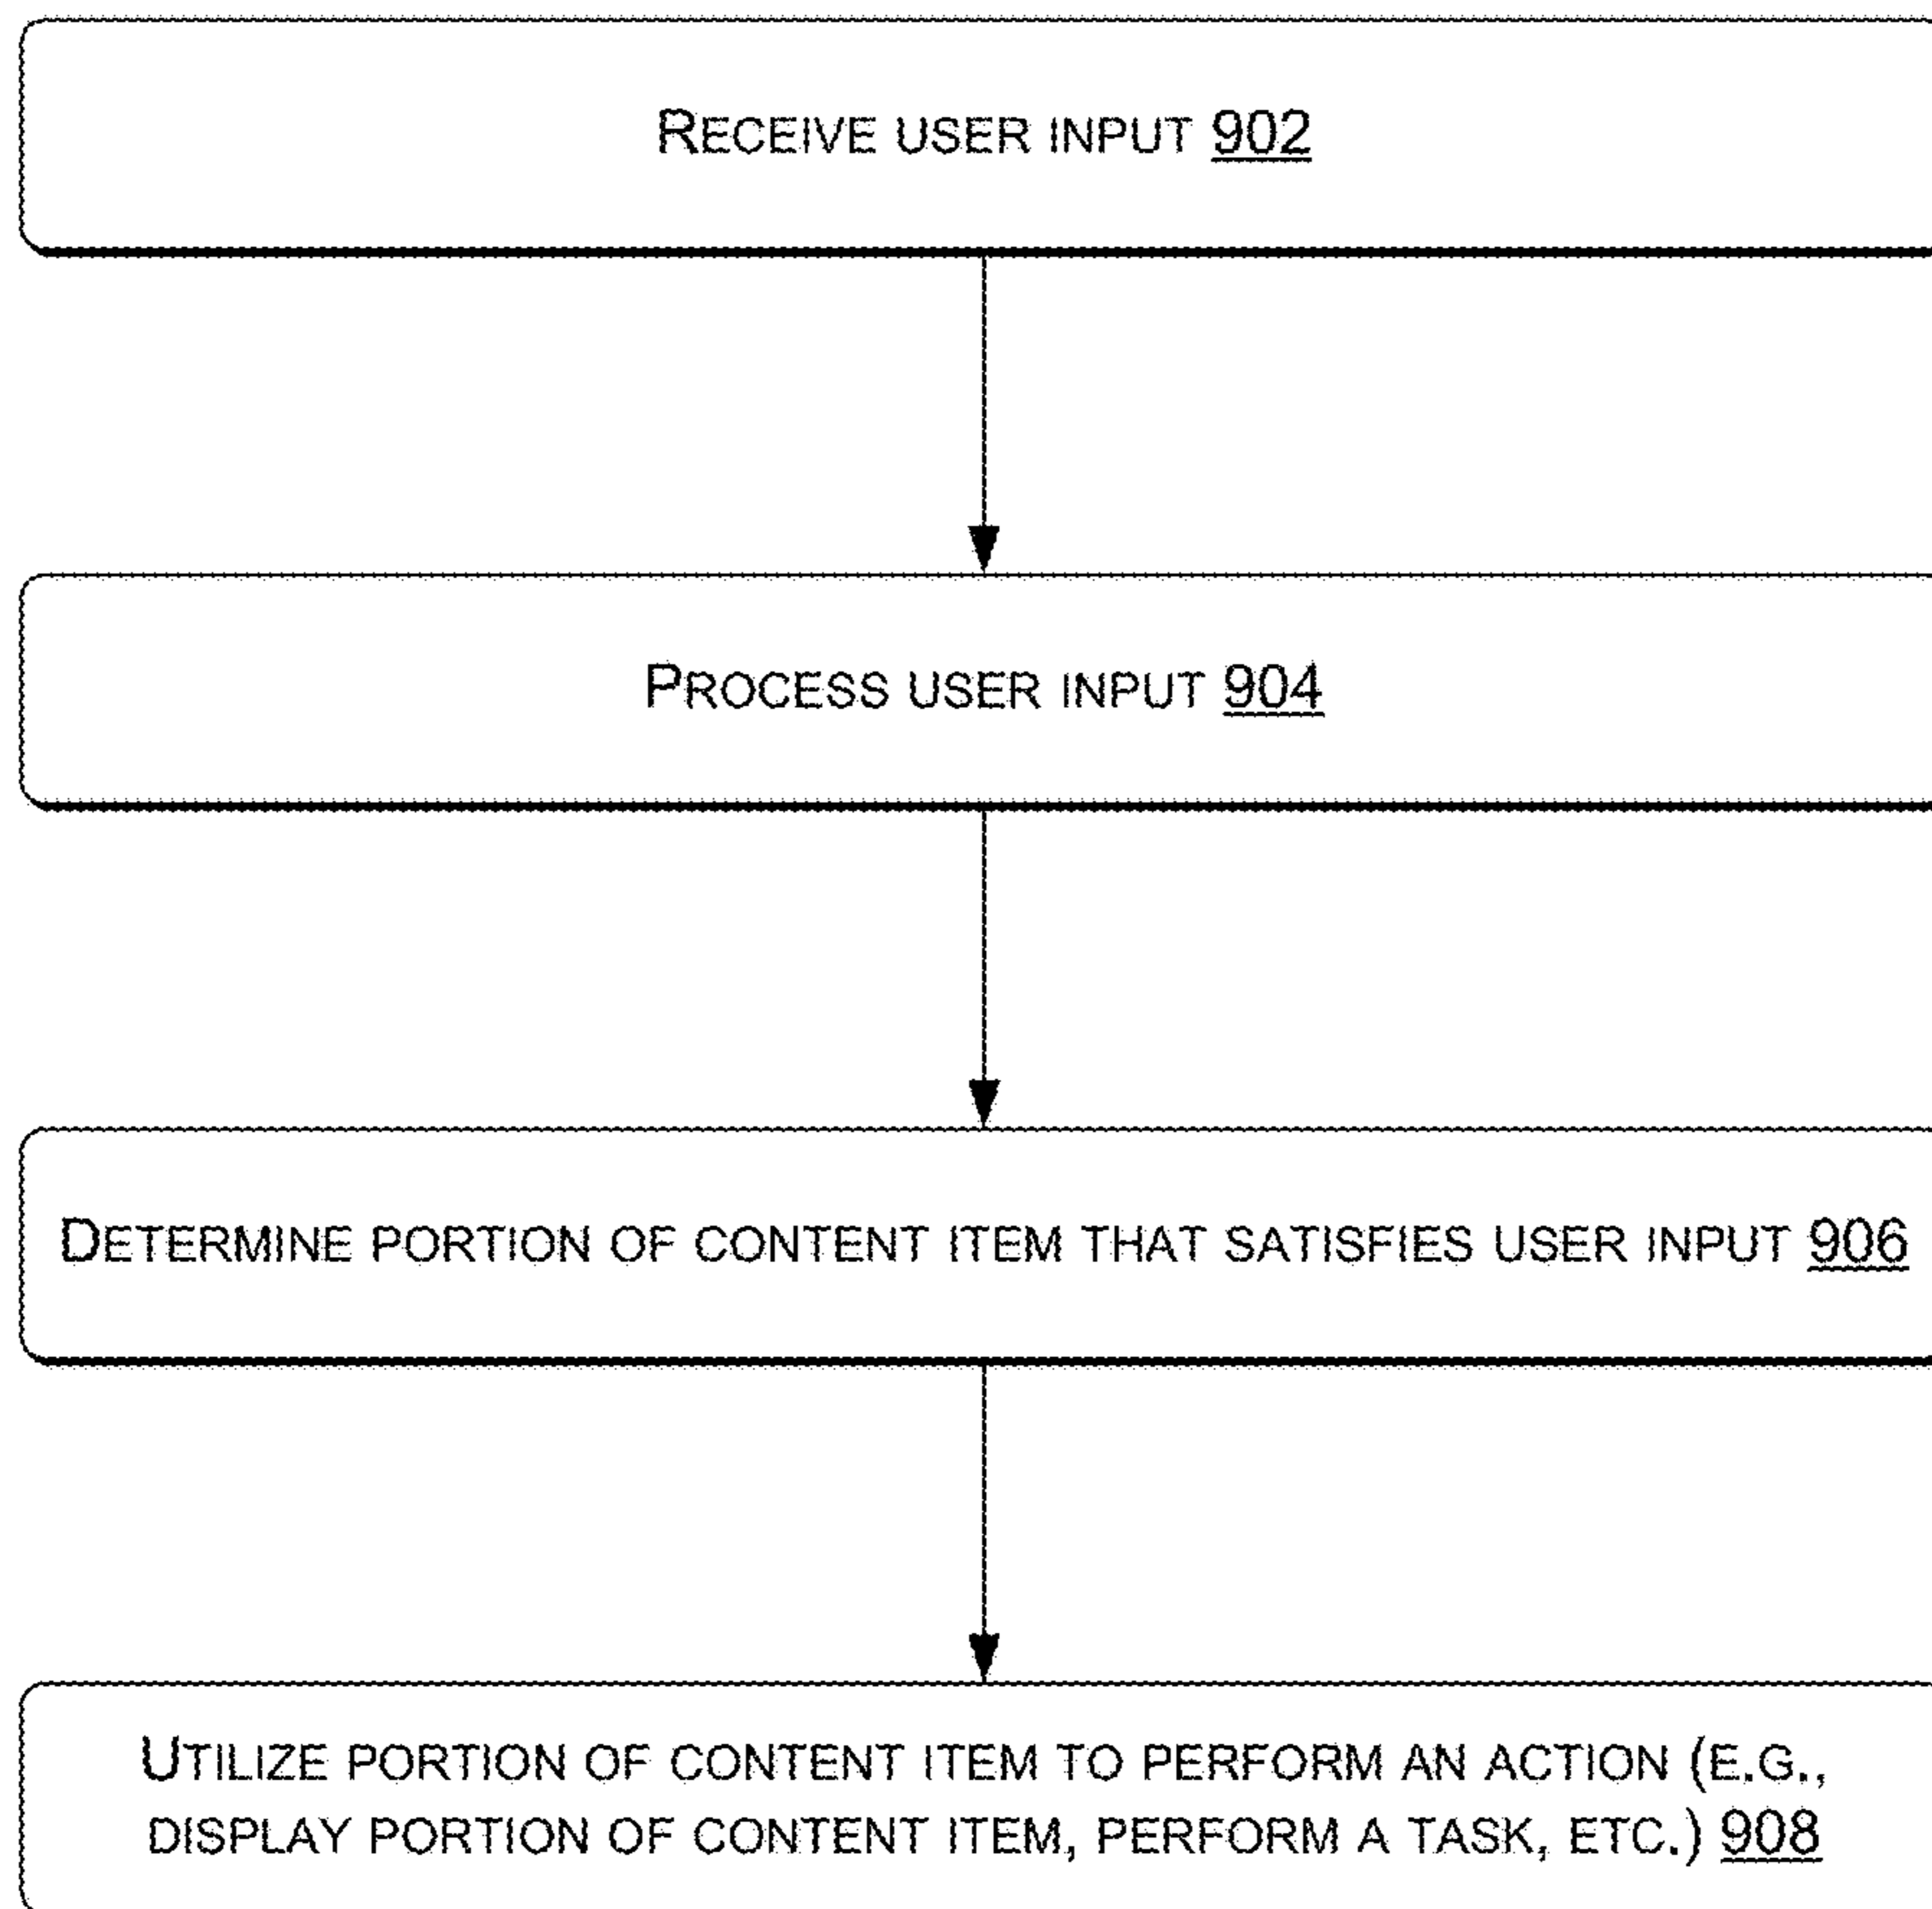 RECEIVE USER INPUT 902
PROCESS USER INPUT 904
DETERMINE PORTION OF CONTENT ITEM THAT SATISFIES USER INPUT 906
UTILIZE PORTION OF CONTENT ITEM TO PERFORM AN ACTION (E.G.,
DISPLAY PORTION OF CONTENT ITEM, PERFORM A TASK, ETC.) 908